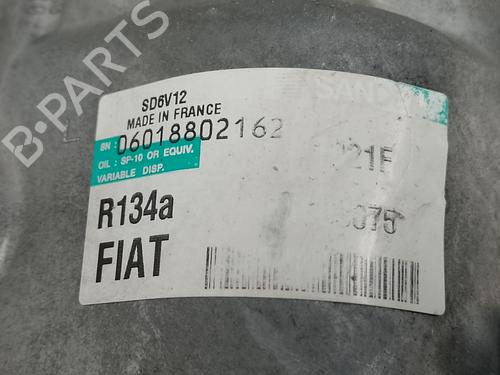 B-PARTS
SD6V12
MADE IN FRANCE
SN : 06018802162
OIL : SP-10 OR EQUIV.
VARIABLE DISP.
R134a
FIAT